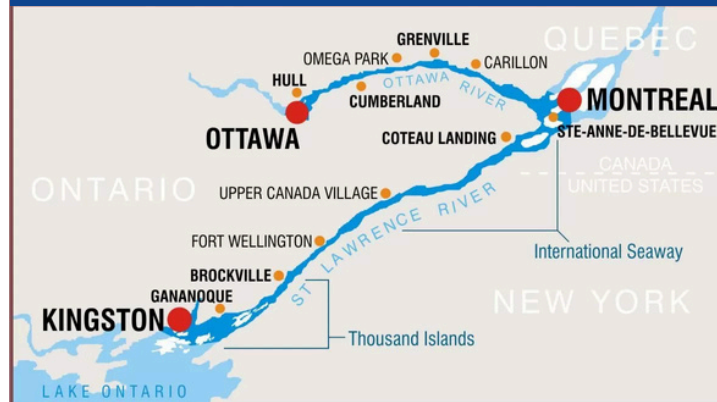 QUEBEC
GRENVILLE
OMEGA PARK
CARILLON
OTTAWA RIVER
HULL
CUMBERLAND
MONTREAL
OTTAWA
STE-ANNE-DE-BELLEVUE
COTEAU LANDING
CANADA
UNITED STATES
ONTARIO
UPPER CANADA VILLAGE
ST LAWRENCE RIVER
FORT WELLINGTON
International Seaway
BROCKVILLE
GANANOQUE
NEW YORK
KINGSTON
Thousand Islands
LAKE ONTARIO